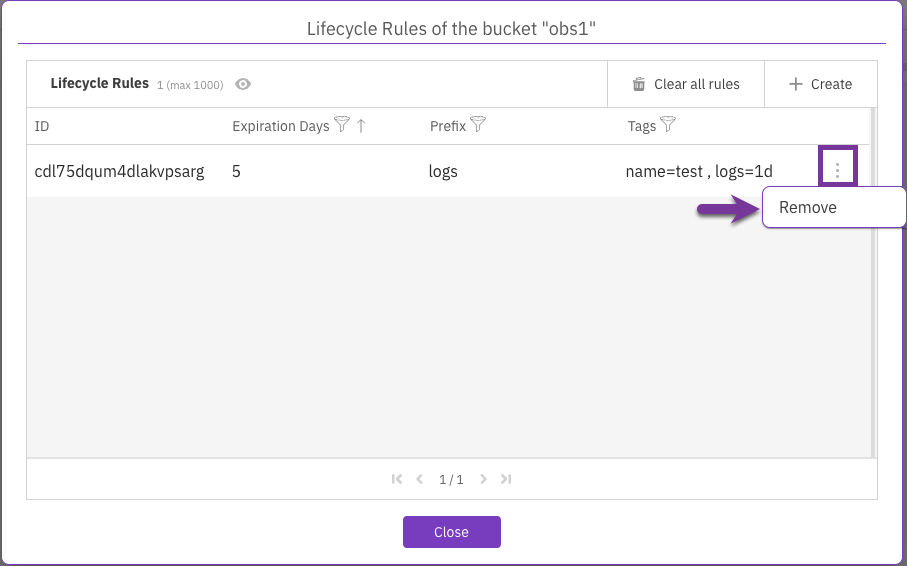 Lifecycle Rules of the bucket "obs1"
Lifecycle Rules 1 (max 1000) Clear all rules Create
ID Expiration Days Prefix Tags
cdl75dqum4dlakvpsarg 5 logs name=test , logs=1d
Remove
1 / 1
Close